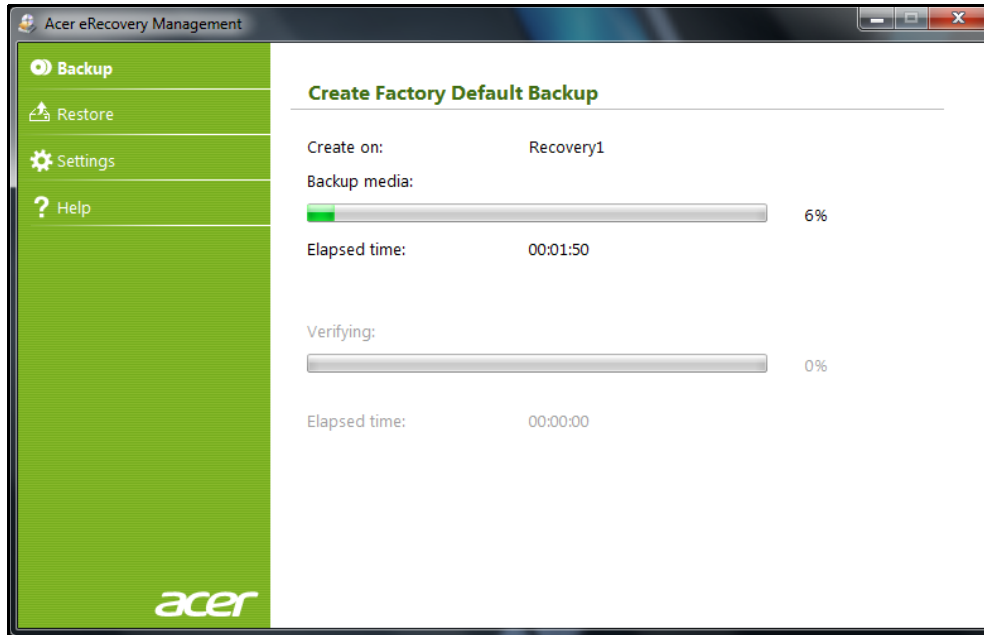 Acer eRecovery Management
Backup
Restore
Settings
? Help
Create Factory Default Backup
Create on: Recovery1
Backup media:
6%
Elapsed time: 00:01:50
Verifying:
0%
Elapsed time: 00:00:00
acer